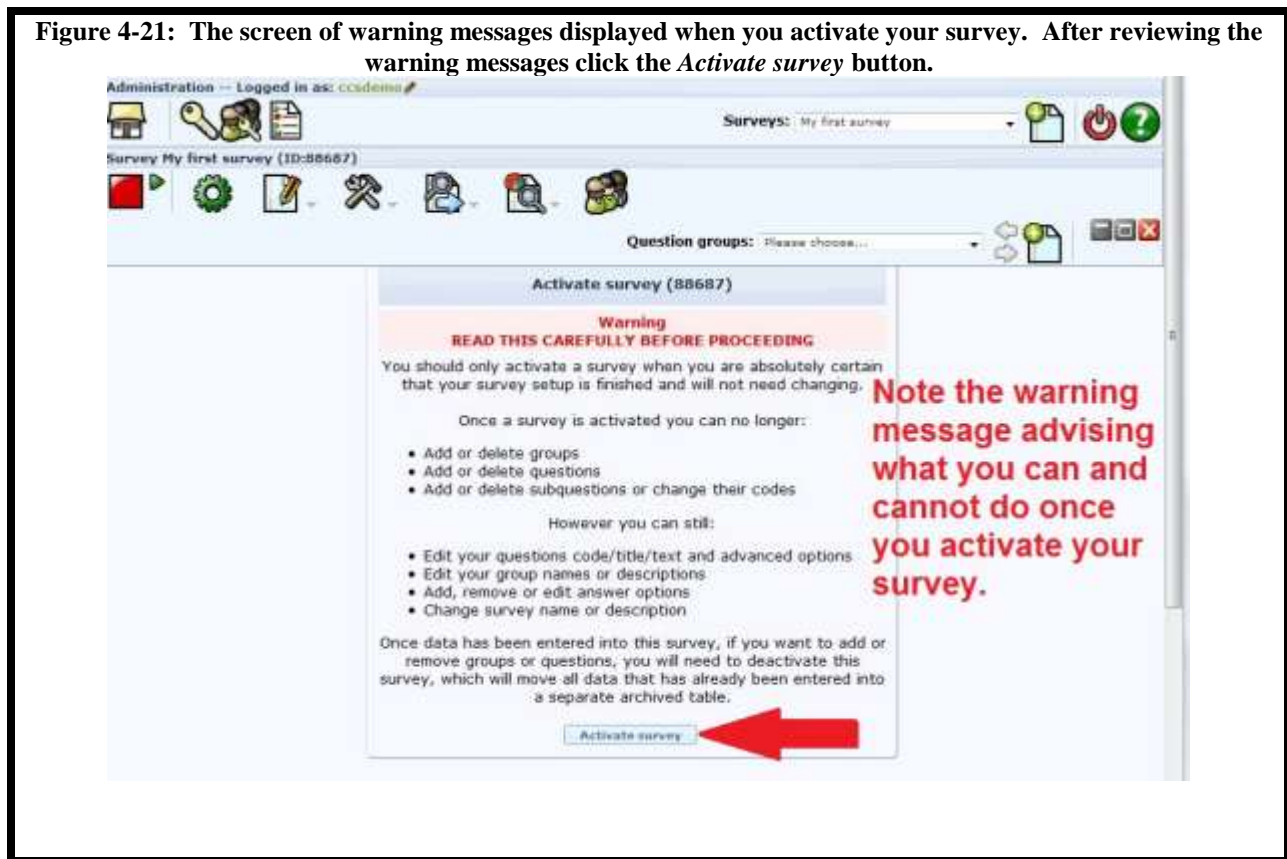 Figure 4-21: The screen of warning messages displayed when you activate your survey. After reviewing the
warning messages click the Activate survey button.
Administration -- Logged in as: ccsdemo
Surveys: My first survey
Survey My first survey (ID:88687)
Question groups: Please choose...
Activate survey (88687)
Warning
READ THIS CAREFULLY BEFORE PROCEEDING
You should only activate a survey when you are absolutely certain
that your survey setup is finished and will not need changing.
Once a survey is activated you can no longer:
• Add or delete groups
• Add or delete questions
• Add or delete subquestions or change their codes
However you can still:
• Edit your questions code/title/text and advanced options
• Edit your group names or descriptions
• Add, remove or edit answer options
• Change survey name or description
Once data has been entered into this survey, if you want to add or
remove groups or questions, you will need to deactivate this
survey, which will move all data that has already been entered into
a separate archived table.
Activate survey
Note the warning
message advising
what you can and
cannot do once
you activate your
survey.